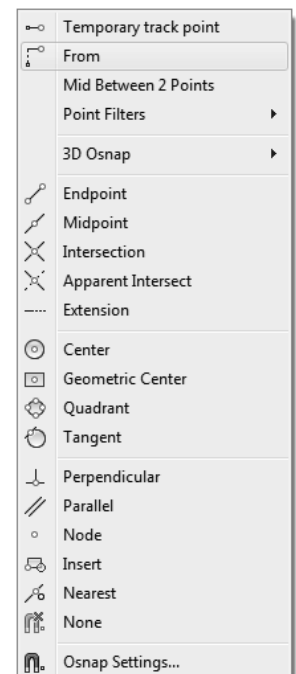 Temporary track point
From
Mid Between 2 Points
Point Filters
3D Osnap
Endpoint
Midpoint
Intersection
Apparent Intersect
Extension
Center
Geometric Center
Quadrant
Tangent
Perpendicular
Parallel
Node
Insert
Nearest
None
Osnap Settings...